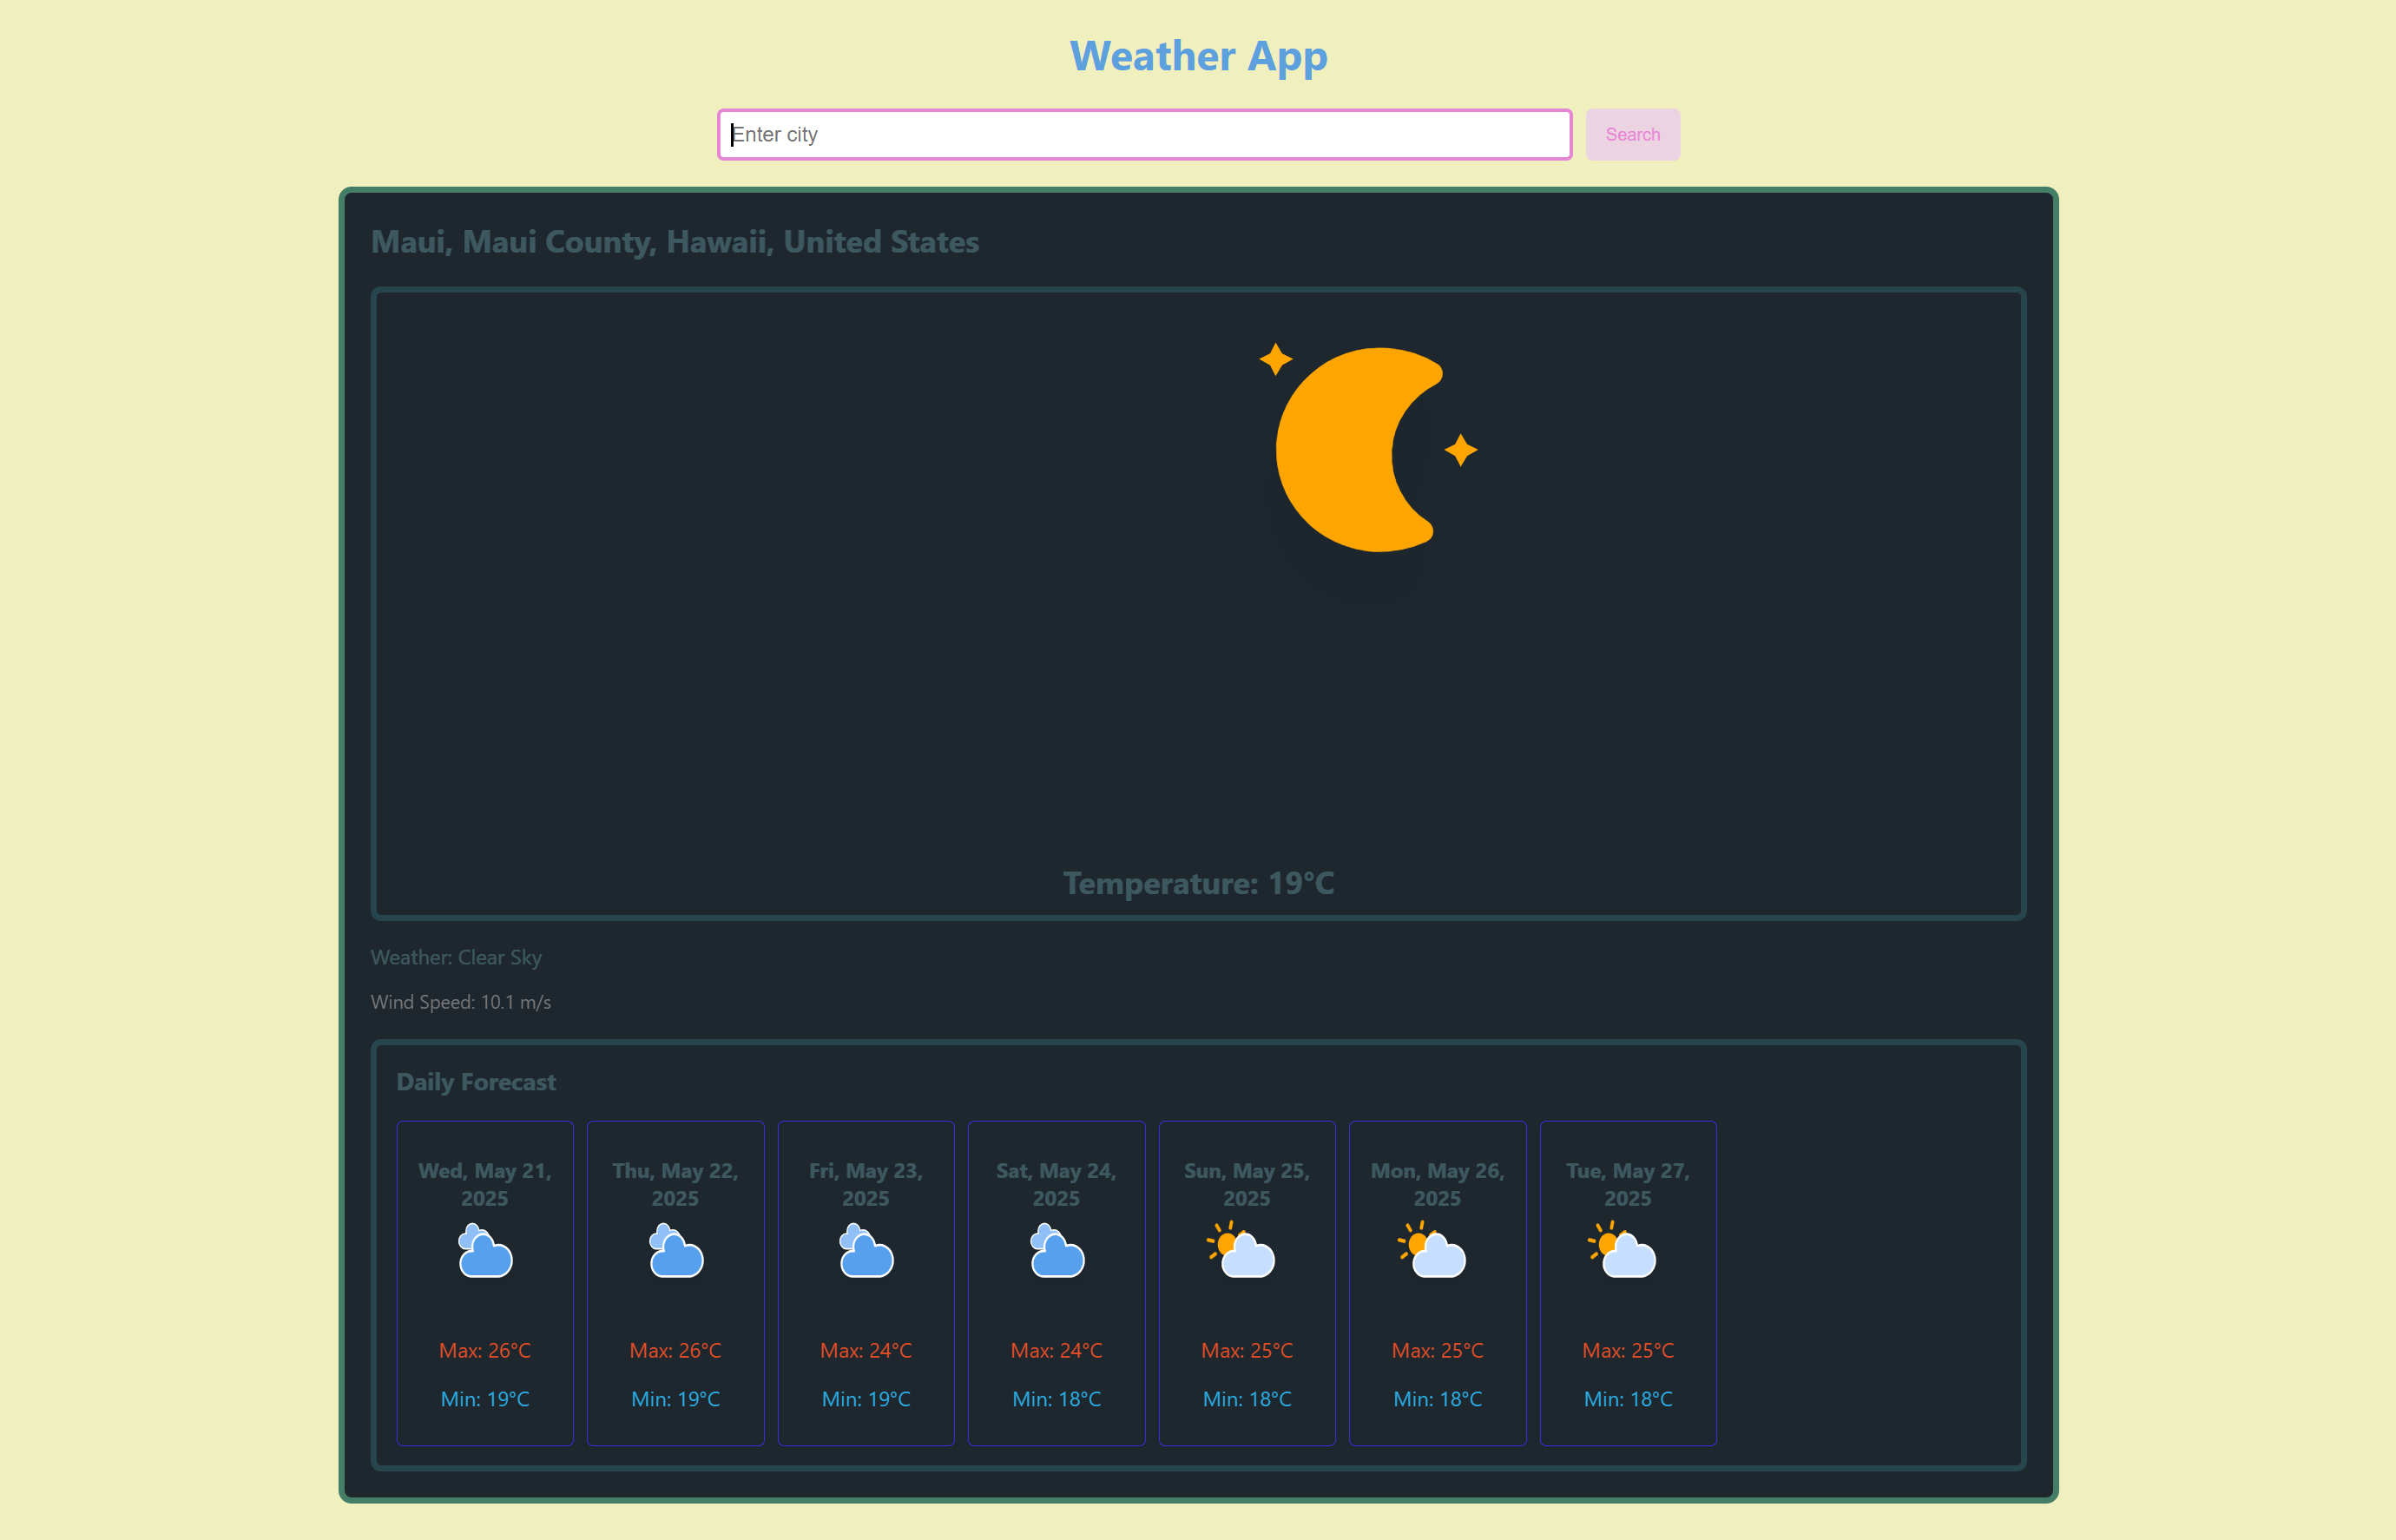 Weather App
Enter city
Search
Maui, Maui County, Hawaii, United States
Temperature: 19°C
Weather: Clear Sky
Wind Speed: 10.1 m/s
Daily Forecast
Wed, May 21,
2025
Max: 26°C
Min: 19°C
Thu, May 22,
2025
Max: 26°C
Min: 19°C
Fri, May 23,
2025
Max: 24°C
Min: 19°C
Sat, May 24,
2025
Max: 24°C
Min: 18°C
Sun, May 25,
2025
Max: 25°C
Min: 18°C
Mon, May 26,
2025
Max: 25°C
Min: 18°C
Tue, May 27,
2025
Max: 25°C
Min: 18°C